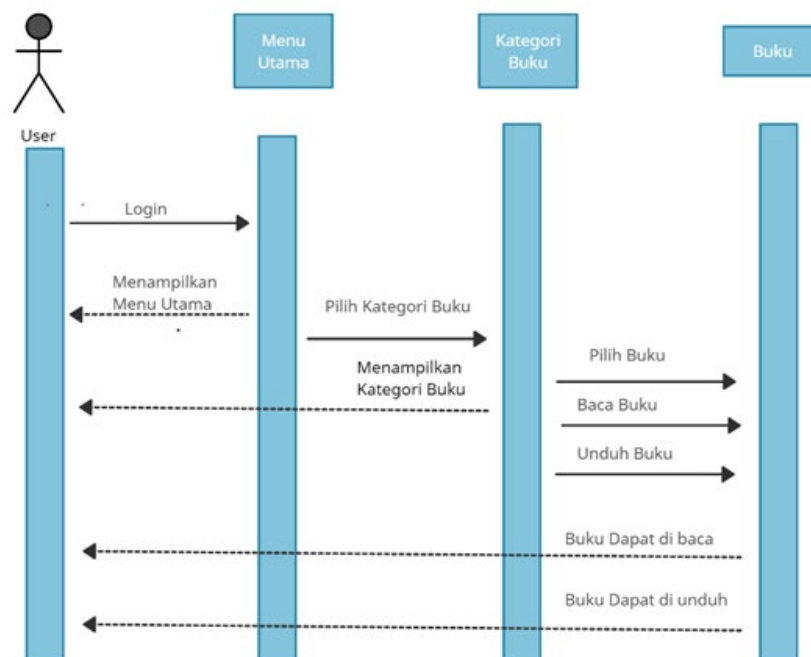 Menu
Utama
Kategori
Buku
Buku
User
Login
Menampilkan
Menu Utama
Pilih Kategori Buku
Menampilkan
Kategori Buku
Pilih Buku
Baca Buku
Unduh Buku
Buku Dapat di baca
Buku Dapat di unduh